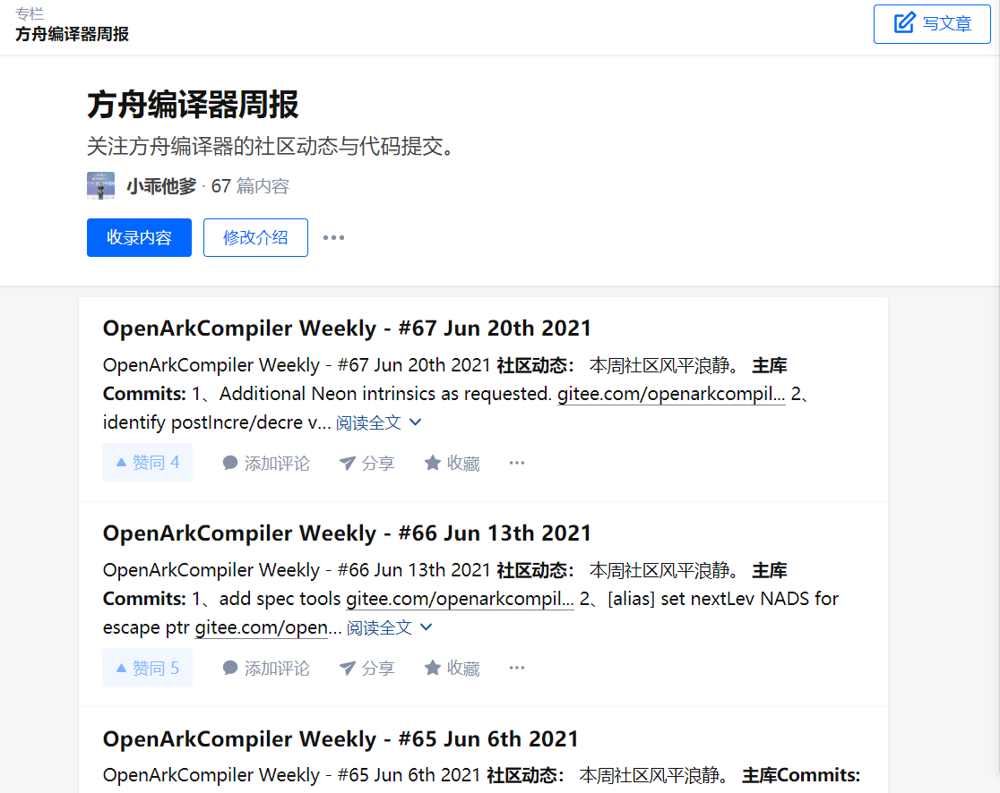 专栏
方舟编译器周报
写文章
方舟编译器周报
关注方舟编译器的社区动态与代码提交。
小乖他爹 · 67 篇内容
收录内容 修改介绍
OpenArkCompiler Weekly - #67 Jun 20th 2021
OpenArkCompiler Weekly - #67 Jun 20th 2021 社区动态： 本周社区风平浪静。 主库
Commits: 1、Additional Neon intrinsics as requested. gitee.com/openarkcompil... 2、
identify postIncre/decre v... 阅读全文
赞同 4 添加评论 分享 收藏
OpenArkCompiler Weekly - #66 Jun 13th 2021
OpenArkCompiler Weekly - #66 Jun 13th 2021 社区动态： 本周社区风平浪静。 主库
Commits: 1、add spec tools gitee.com/openarkcompil... 2、[alias] set nextLev NADS for
escape ptr gitee.com/open... 阅读全文
赞同 5 添加评论 分享 收藏
OpenArkCompiler Weekly - #65 Jun 6th 2021
OpenArkCompiler Weekly - #65 Jun 6th 2021 社区动态： 本周社区风平浪静。 主库Commits: